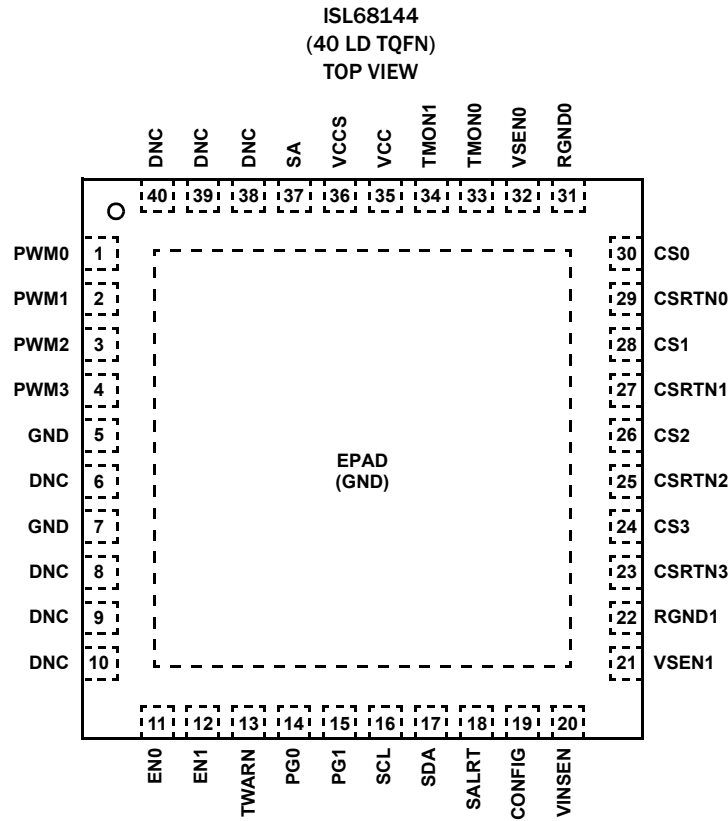 ISL68144
(40 LD TQFN)
TOP VIEW
DNC DNC DNC SA VCCS VCC TMON1 TMON0 VSEN0 RGND0
40 39 38 37 36 35 34 33 32 31
PWM0 1 30 CS0
PWM1 2 29 CSRTN0
PWM2 3 28 CS1
PWM3 4 27 CSRTN1
GND 5 26 CS2
EPAD
(GND)
DNC 6 25 CSRTN2
GND 7 24 CS3
DNC 8 23 CSRTN3
DNC 9 22 RGND1
DNC 10 21 VSEN1
11 12 13 14 15 16 17 18 19 20
EN0 EN1 TWARN PG0 PG1 SCL SDA SALRT CONFIG VINSEN